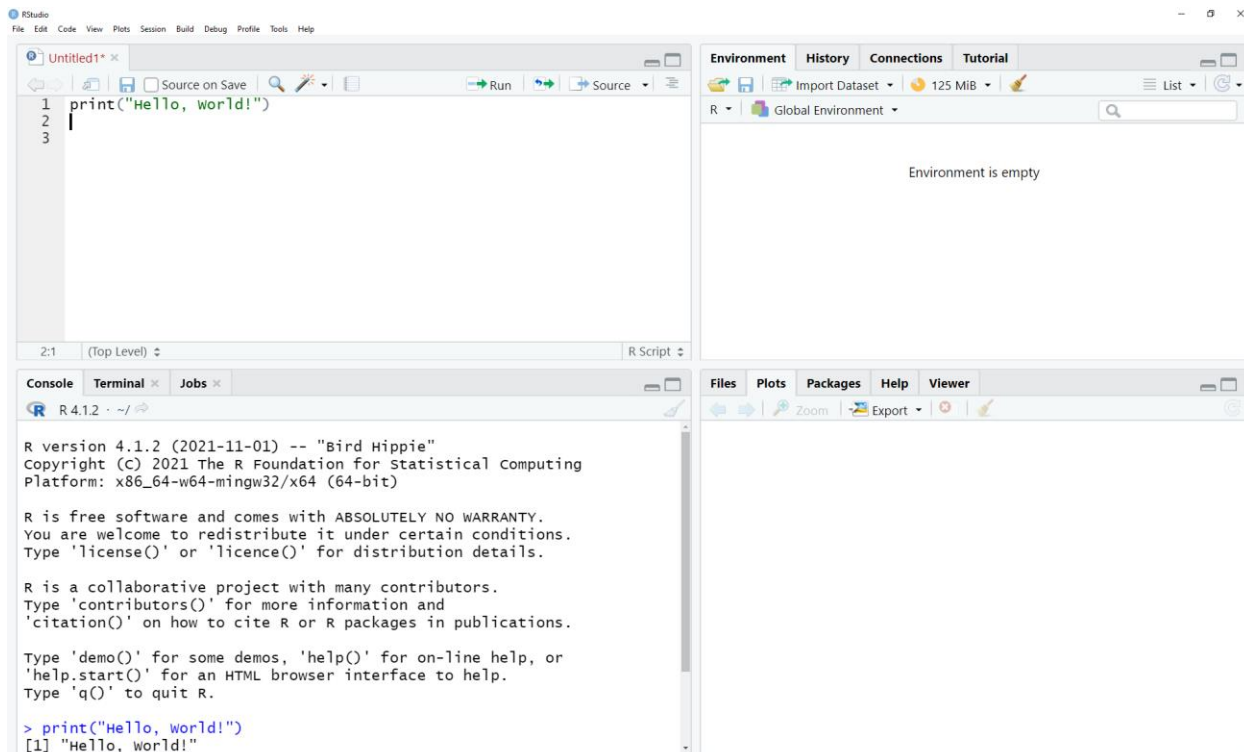 RStudio
File Edit Code View Plots Session Build Debug Profile Tools Help
Untitled1*
Source on Save Run Source
1 print("Hello, World!")
2
3
2:1 (Top Level) R Script
Environment History Connections Tutorial
Import Dataset 125 MiB List
R Global Environment
Environment is empty
Console Terminal Jobs
R 4.1.2 · ~/
R version 4.1.2 (2021-11-01) -- "Bird Hippie"
Copyright (C) 2021 The R Foundation for Statistical Computing
Platform: x86_64-w64-mingw32/x64 (64-bit)
R is free software and comes with ABSOLUTELY NO WARRANTY.
You are welcome to redistribute it under certain conditions.
Type 'license()' or 'licence()' for distribution details.
R is a collaborative project with many contributors.
Type 'contributors()' for more information and
'citation()' on how to cite R or R packages in publications.
Type 'demo()' for some demos, 'help()' for on-line help, or
'help.start()' for an HTML browser interface to help.
Type 'q()' to quit R.
> print("Hello, World!")
[1] "Hello, World!"
Files Plots Packages Help Viewer
Zoom Export